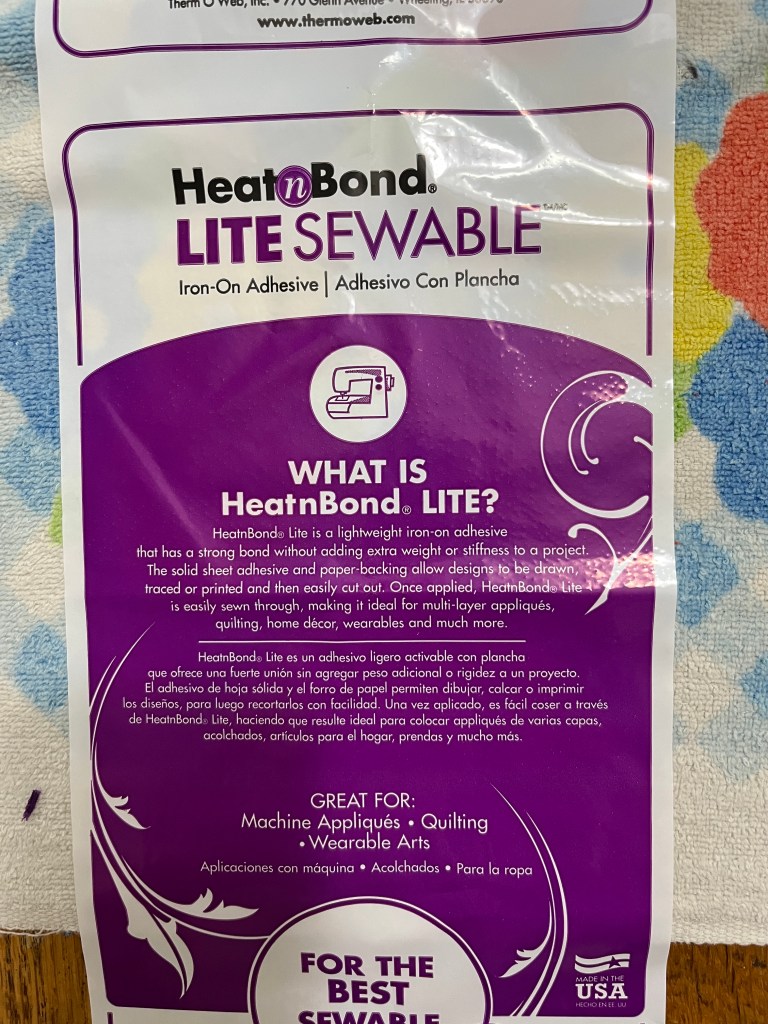 Therm O Web, Inc. • 770 Glenn Avenue • Wheeling, IL
www.thermoweb.com
HeatnBond®
LITE SEWABLE
Iron-On Adhesive | Adhesivo Con Plancha
WHAT IS
HeatnBond® LITE?
HeatnBond® Lite is a lightweight iron-on adhesive
that has a strong bond without adding extra weight or stiffness to a project.
The solid sheet adhesive and paper-backing allow designs to be drawn,
traced or printed and then easily cut out. Once applied, HeatnBond® Lite
is easily sewn through, making it ideal for multi-layer appliqués,
quilting, home décor, wearables and much more.
HeatnBond® Lite es un adhesivo ligero activable con plancha
que ofrece una fuerte unión sin agregar peso adicional o rigidez a un proyecto.
El adhesivo de hoja sólida y el forro de papel permiten dibujar, calcar o imprimir
los diseños, para luego recortarlos con facilidad. Una vez aplicado, es fácil coser a través
de HeatnBond® Lite, haciendo que resulte ideal para colocar appliqués de varias capas,
acolchados, artículos para el hogar, prendas y mucho más.
GREAT FOR:
Machine Appliqués • Quilting
• Wearable Arts
Aplicaciones con máquina • Acolchados • Para la ropa
FOR THE
BEST
SEWABLE
MADE IN THE
USA
HECHO EN EE. UU